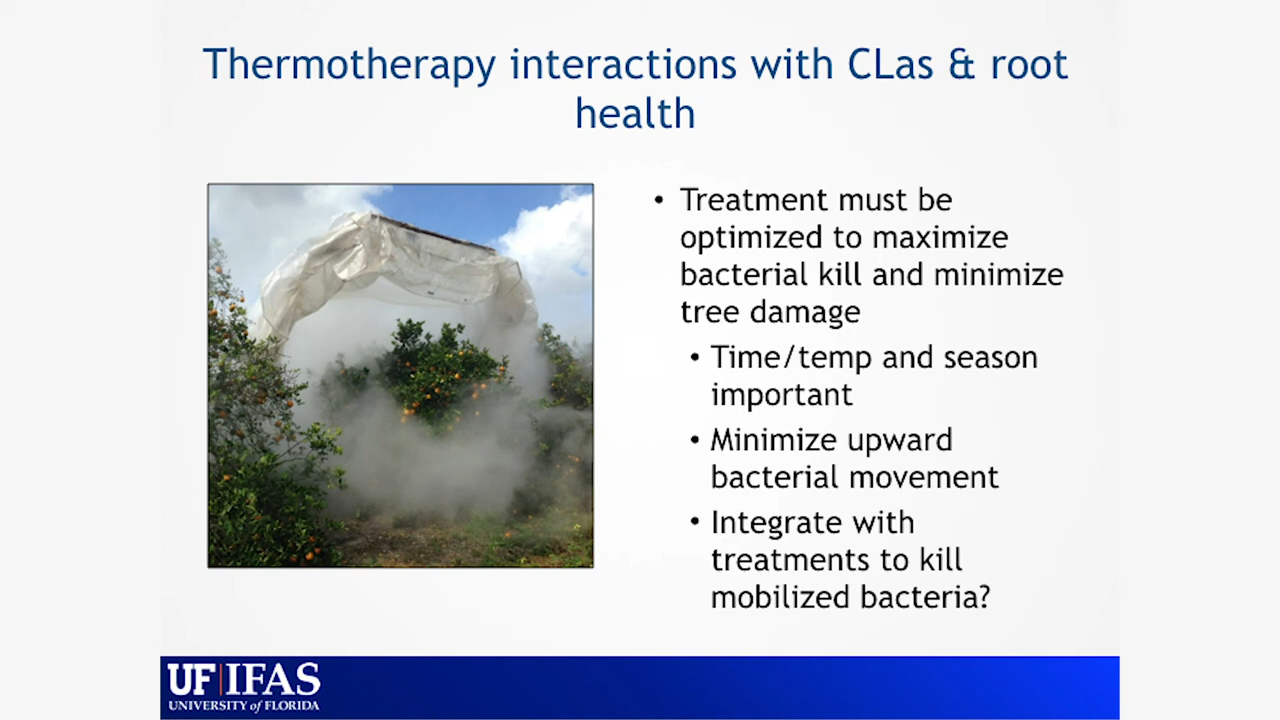 Thermotherapy interactions with CLas & root
health
• Treatment must be
optimized to maximize
bacterial kill and minimize
tree damage
• Time/temp and season
important
• Minimize upward
bacterial movement
• Integrate with
treatments to kill
mobilized bacteria?
UF|IFAS
UNIVERSITY of FLORIDA